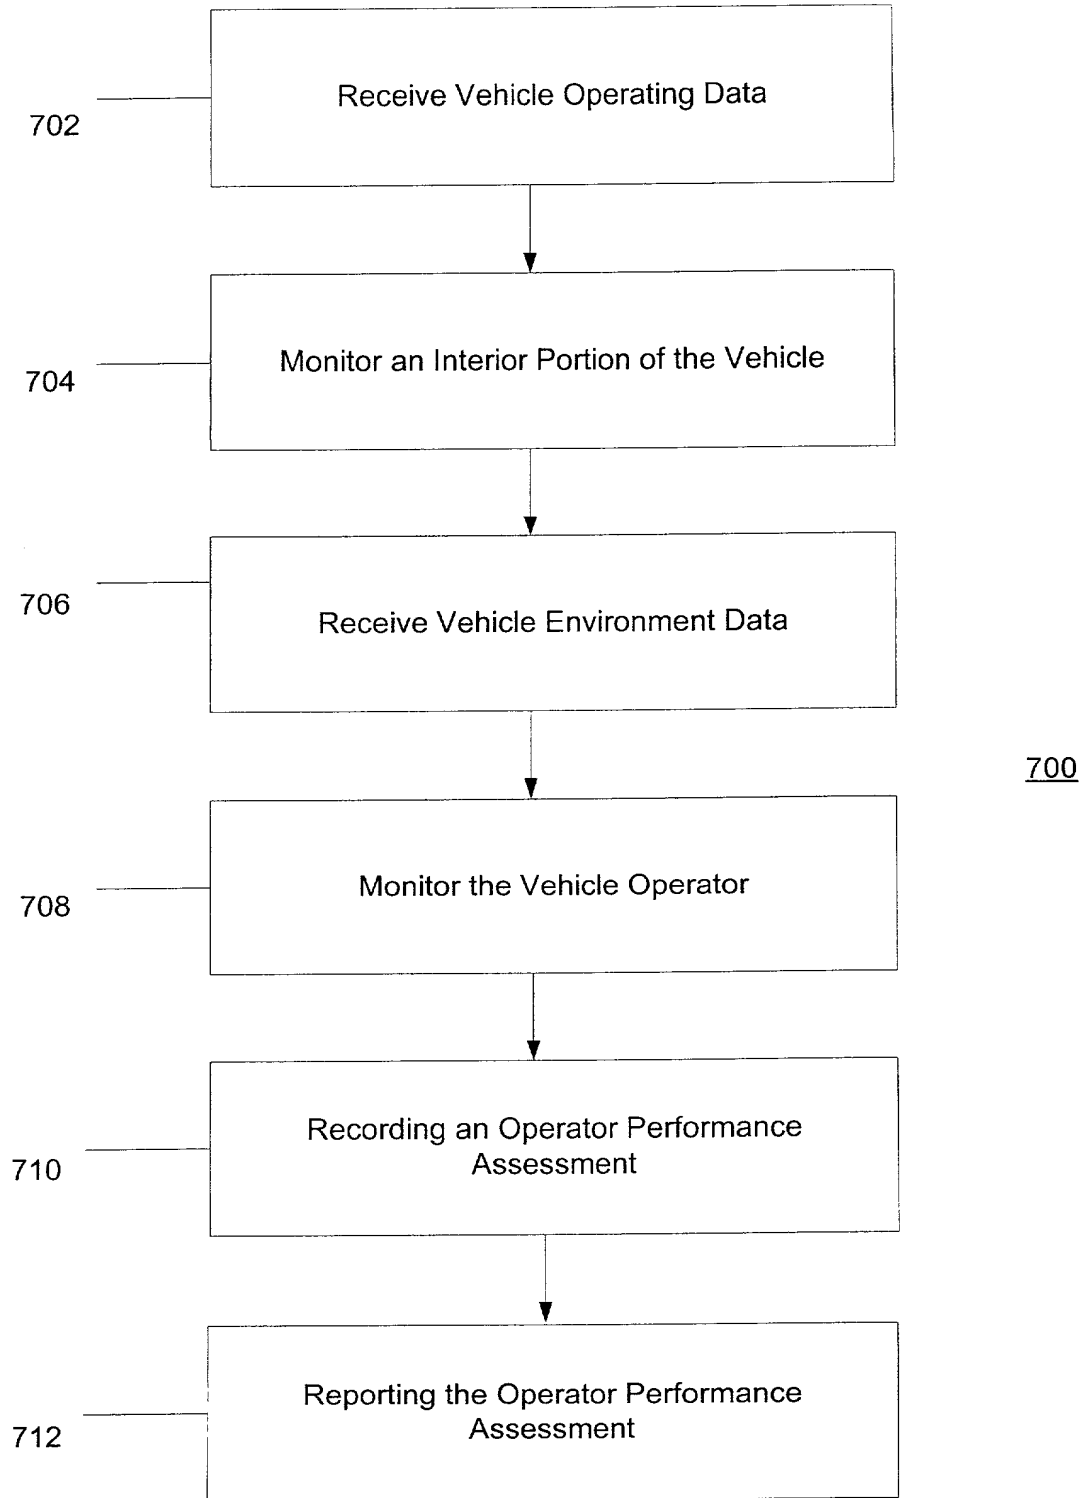 Receive Vehicle Operating Data
702
Monitor an Interior Portion of the Vehicle
704
706
Receive Vehicle Environment Data
700
Monitor the Vehicle Operator
708
Recording an Operator Performance
Assessment
710
Reporting the Operator Performance
Assessment
712